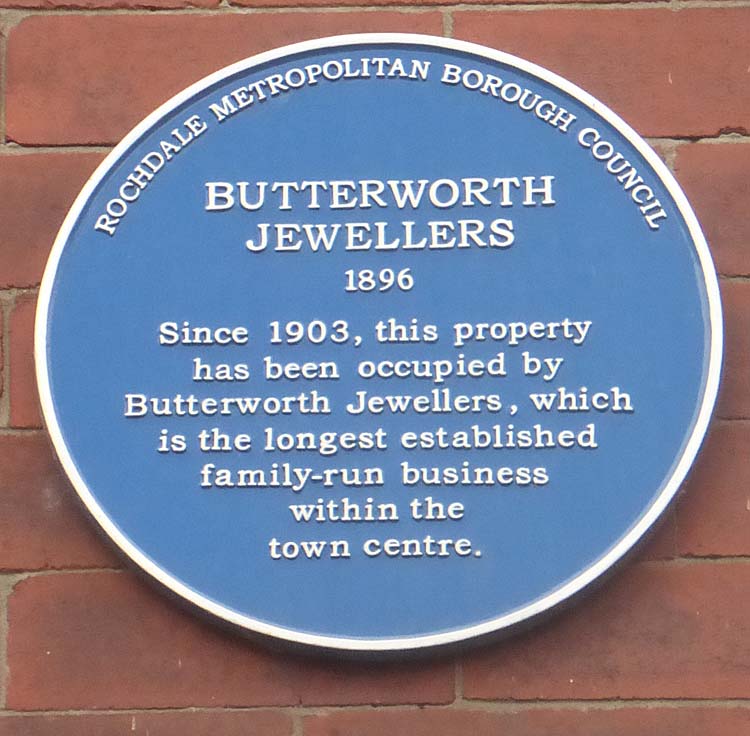 ROCHDALE METROPOLITAN BOROUGH COUNCIL
BUTTERWORTH
JEWELLERS
1896
Since 1903, this property
has been occupied by
Butterworth Jewellers, which
is the longest established
family-run business
within the
town centre.